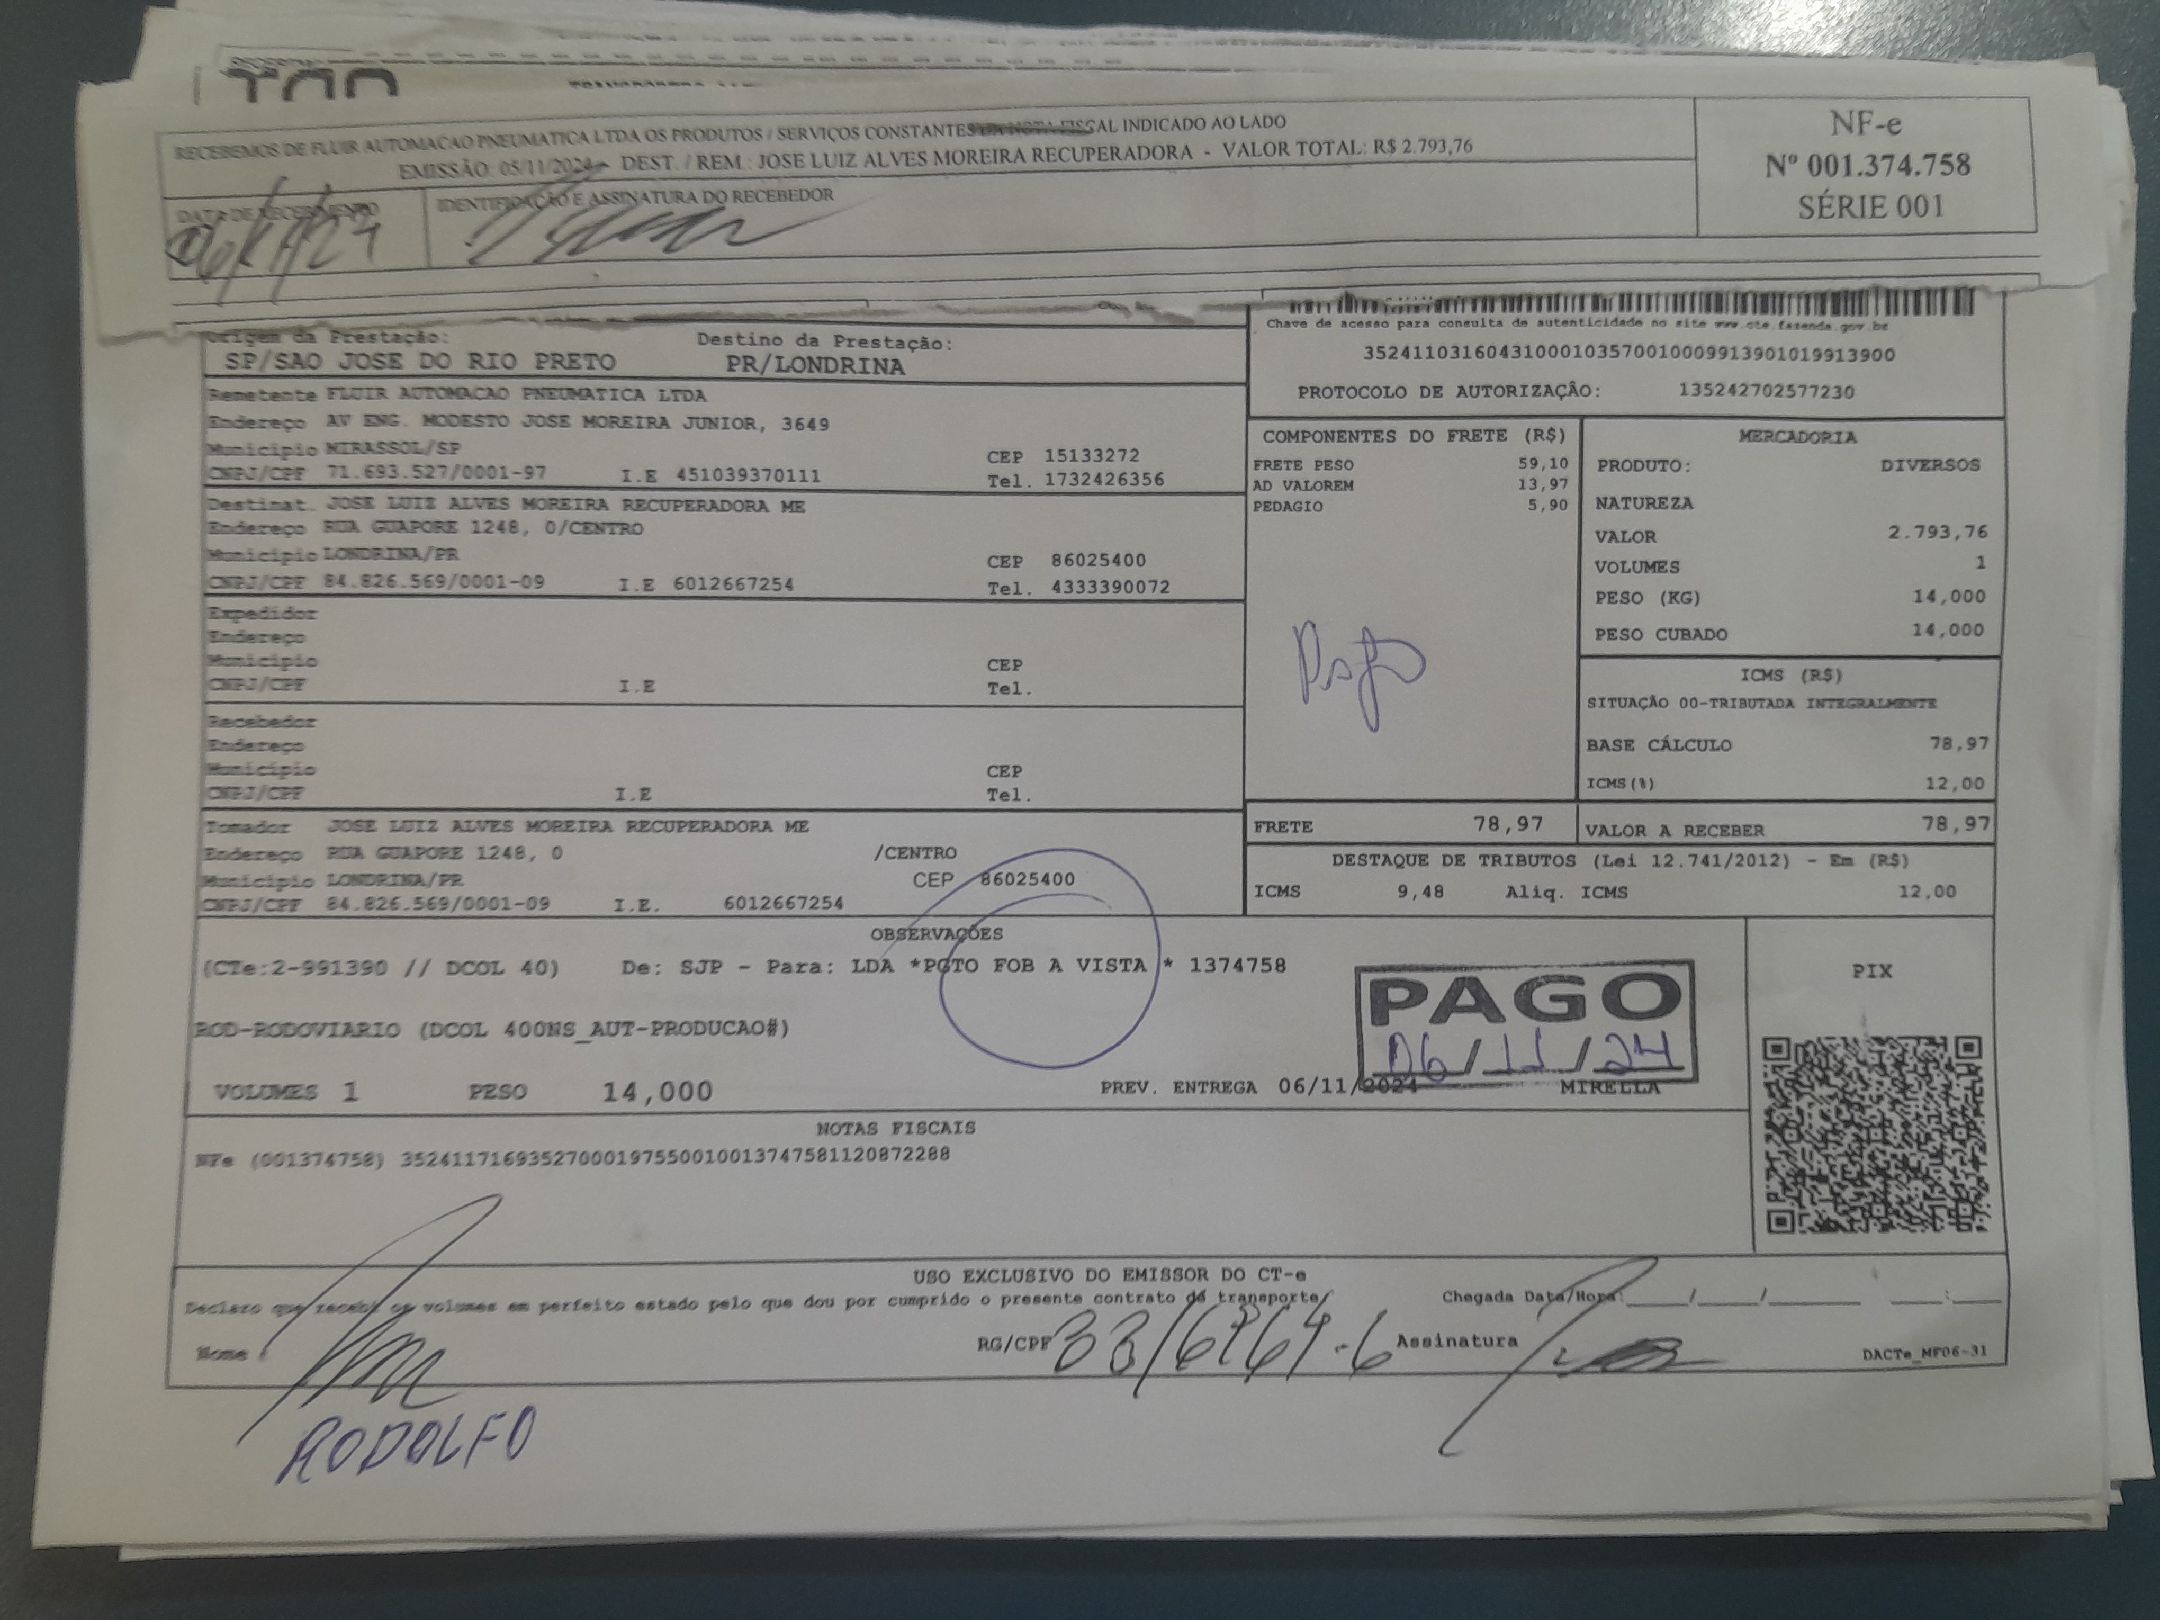 RECEBEMOS DE FLUIR AUTOMACAO PNEUMATICA LTDA OS PRODUTOS / SERVIÇOS CONSTANTES DA NOTA FISCAL INDICADO AO LADO
EMISSÃO: 05/11/2024 - DEST. / REM.: JOSE LUIZ ALVES MOREIRA RECUPERADORA - VALOR TOTAL: R$ 2.793,76
NF-e
Nº 001.374.758
SÉRIE 001
DATA DE RECEBIMENTO
IDENTIFICAÇÃO E ASSINATURA DO RECEBEDOR
06/11/24
Origem da Prestação:
Destino da Prestação:
SP/SAO JOSE DO RIO PRETO
PR/LONDRINA
Chave de acesso para consulta de autenticidade no site www.cte.fazenda.gov.br
35241103160431000103570010009913901019913900
PROTOCOLO DE AUTORIZAÇÃO: 135242702577230
Remetente FLUIR AUTOMACAO PNEUMATICA LTDA
Endereço AV ENG. MODESTO JOSE MOREIRA JUNIOR, 3649
Município MIRASSOL/SP CEP 15133272
CNPJ/CPF 71.693.527/0001-97 I.E 451039370111 Tel. 1732426356
Destinat. JOSE LUIZ ALVES MOREIRA RECUPERADORA ME
Endereço RUA GUAPORE 1248, 0/CENTRO
Município LONDRINA/PR CEP 86025400
CNPJ/CPF 84.826.569/0001-09 I.E 6012667254 Tel. 4333390072
Expedidor
Endereço
Município CEP
CNPJ/CPF I.E Tel.
Recebedor
Endereço
Município CEP
CNPJ/CPF I.E Tel.
Tomador JOSE LUIZ ALVES MOREIRA RECUPERADORA ME
Endereço RUA GUAPORE 1248, 0 /CENTRO
Município LONDRINA/PR CEP 86025400
CNPJ/CPF 84.826.569/0001-09 I.E. 6012667254
COMPONENTES DO FRETE (R$)
FRETE PESO 59,10
AD VALOREM 13,97
PEDAGIO 5,90
Pago
MERCADORIA
PRODUTO: DIVERSOS
NATUREZA
VALOR 2.793,76
VOLUMES 1
PESO (KG) 14,000
PESO CUBADO 14,000
ICMS (R$)
SITUAÇÃO 00-TRIBUTADA INTEGRALMENTE
BASE CÁLCULO 78,97
ICMS(%) 12,00
FRETE 78,97
VALOR A RECEBER 78,97
DESTAQUE DE TRIBUTOS (Lei 12.741/2012) - Em (R$)
ICMS 9,48 Aliq. ICMS 12,00
OBSERVAÇÕES
(CTe:2-991390 // DCOL 40) De: SJP - Para: LDA *PGTO FOB A VISTA * 1374758
ROD-RODOVIARIO (DCOL 400NS_AUT-PRODUCAO#)
PAGO
06/11/24
VOLUMES 1 PESO 14,000 PREV. ENTREGA 06/11/2024 MIRELLA
PIX
NOTAS FISCAIS
NFe (001374758) 35241171693527000197550010013747581120872288
USO EXCLUSIVO DO EMISSOR DO CT-e
Declaro que recebi os volumes em perfeito estado pelo que dou por cumprido o presente contrato de transporte
Chegada Data/Hora:____/____/______ ___:___
Nome
RG/CPF
Assinatura
DACTe_MF06-31
RODOLFO